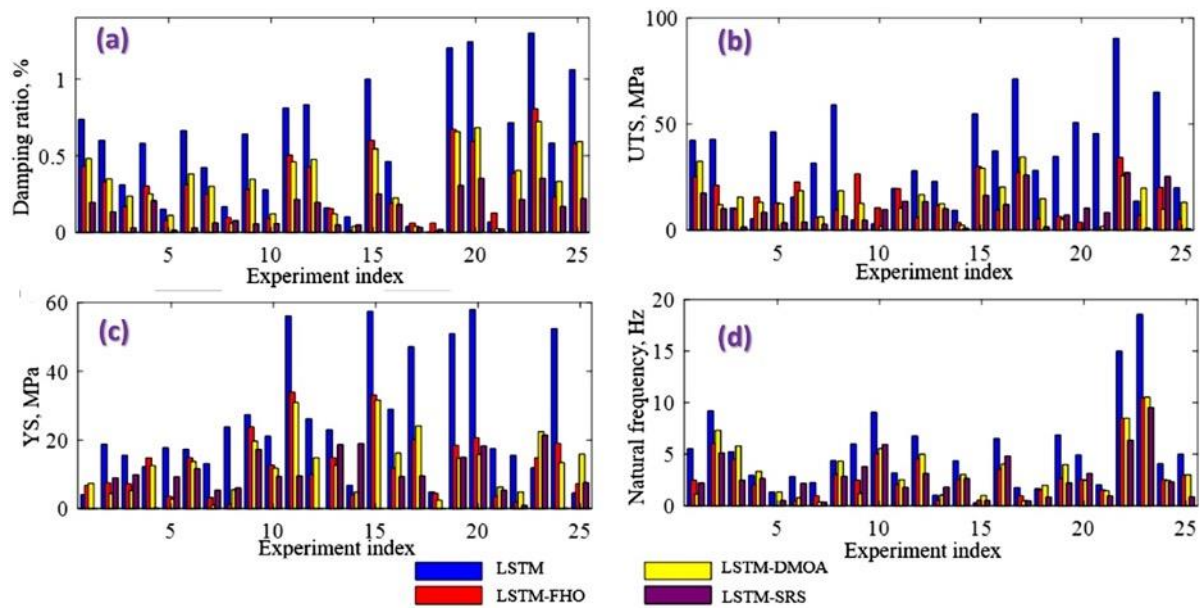 (a)
Damping ratio, %
1
0.5
0
5 10 15 20 25
Experiment index
(b)
UTS, MPa
100
50
0
5 10 15 20 25
Experiment index
(c)
YS, MPa
60
40
20
0
5 10 15 20 25
Experiment index
(d)
Natural frequency, Hz
20
15
10
5
0
5 10 15 20 25
Experiment index
LSTM
LSTM-DMOA
LSTM-FHO
LSTM-SRS